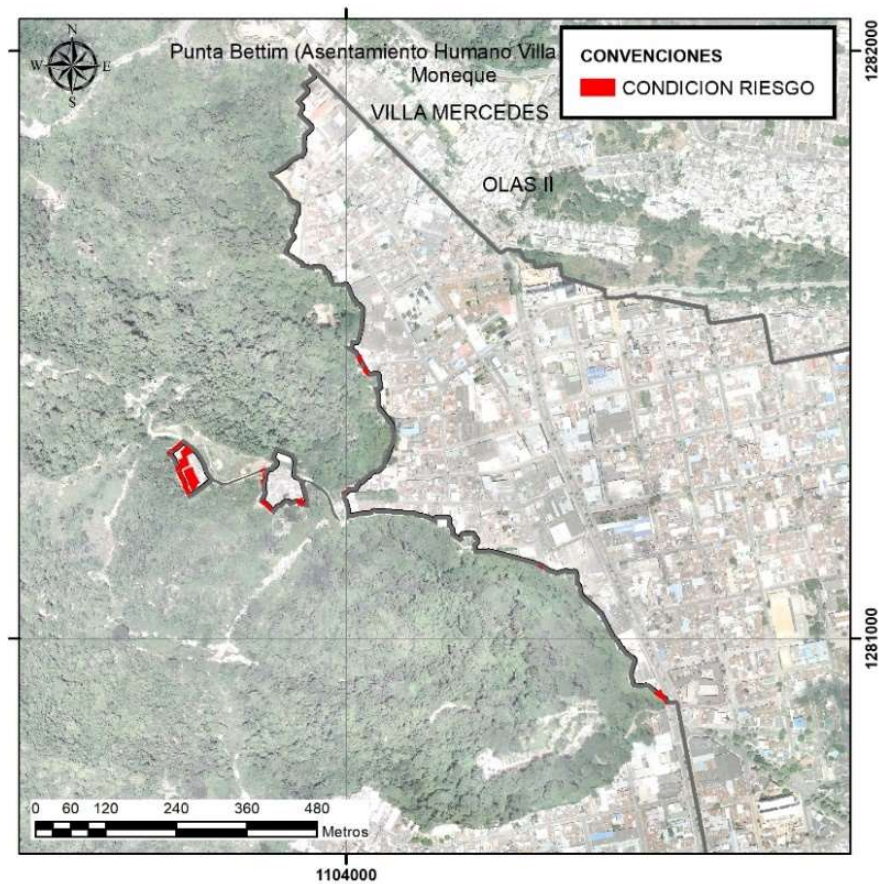 N
W E
S
Punta Bettim (Asentamiento Humano Villa
Moneque
VILLA MERCEDES
OLAS II
CONVENCIONES
CONDICION RIESGO
1282000
1281000
0 60 120 240 360 480
Metros
1104000